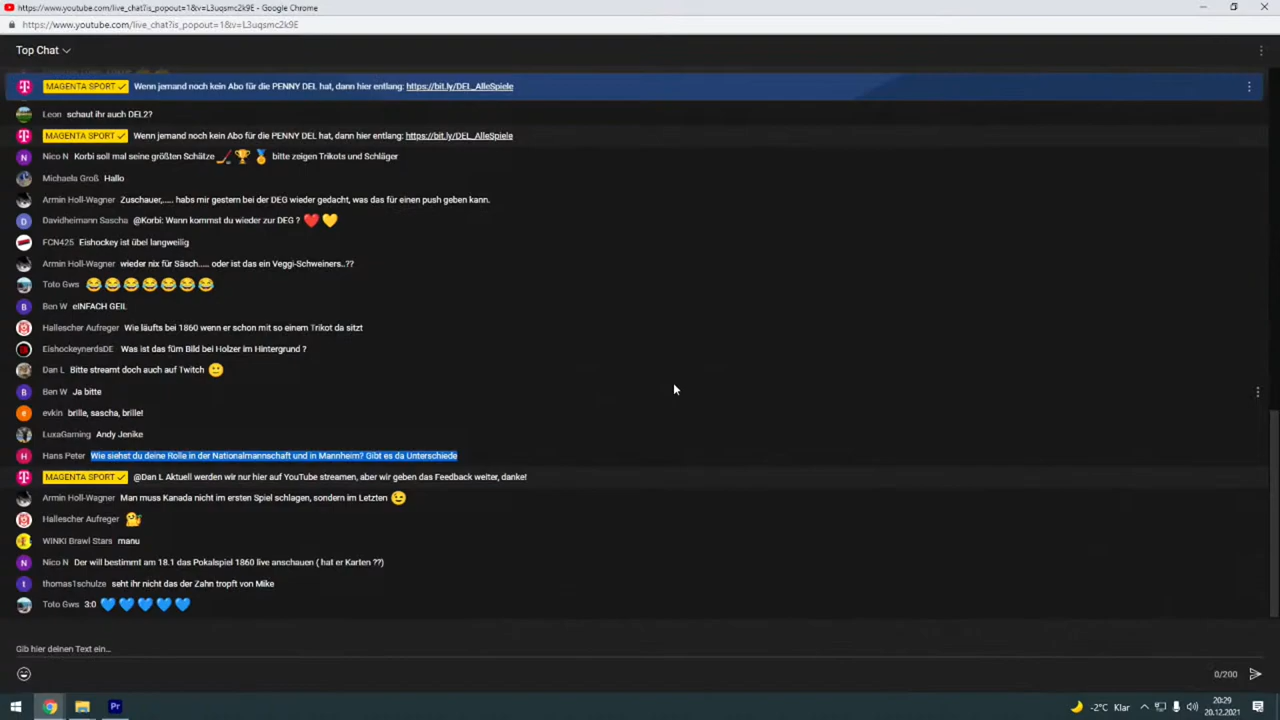 https://www.youtube.com/live_chat?is_popout=1&v=L3uqsmc2k9E - Google Chrome
https://www.youtube.com/live_chat?is_popout=1&v=L3uqsmc2k9E
Top Chat
MAGENTA SPORT Wenn jemand noch kein Abo für die PENNY DEL hat, dann hier entlang: https://bit.ly/DEL_AlleSpiele
Leon schaut ihr auch DEL2?
MAGENTA SPORT Wenn jemand noch kein Abo für die PENNY DEL hat, dann hier entlang: https://bit.ly/DEL_AlleSpiele
N Nico N Korbi soll mal seine größten Schätze 🏒 🏆 🏅 bitte zeigen Trikots und Schläger
Michaela Groß Hallo
Armin Holl-Wagner Zuschauer,..... habs mir gestern bei der DEG wieder gedacht, was das für einen push geben kann.
D Davidheimann Sascha @Korbi: Wann kommst du wieder zur DEG ? ❤️ 💛
FCN425 Eishockey ist übel langweilig
Armin Holl-Wagner wieder nix für Säsch..... oder ist das ein Veggi-Schweiners..??
Toto Gws 😂😂😂😂😂😂😂
B Ben W eINFACH GEIL
Hallescher Aufreger Wie läufts bei 1860 wenn er schon mit so einem Trikot da sitzt
EishockeynerdsDE Was ist das fürn Bild bei Holzer im Hintergrund ?
Dan L Bitte streamt doch auch auf Twitch 🙂
B Ben W Ja bitte
e evkin brille, sascha, brille!
LuxaGaming Andy Jenike
H Hans Peter Wie siehst du deine Rolle in der Nationalmannschaft und in Mannheim? Gibt es da Unterschiede
MAGENTA SPORT @Dan L Aktuell werden wir nur hier auf YouTube streamen, aber wir geben das Feedback weiter, danke!
Armin Holl-Wagner Man muss Kanada nicht im ersten Spiel schlagen, sondern im Letzten 😉
Hallescher Aufreger
WINKI Brawl Stars manu
N Nico N Der will bestimmt am 18.1 das Pokalspiel 1860 live anschauen ( hat er Karten ??)
t thomas1schulze seht ihr nicht das der Zahn tropft von Mike
Toto Gws 3:0 💙💙💙💙💙
Gib hier deinen Text ein...
0/200
Pr
-2°C Klar
20:29
20.12.2021